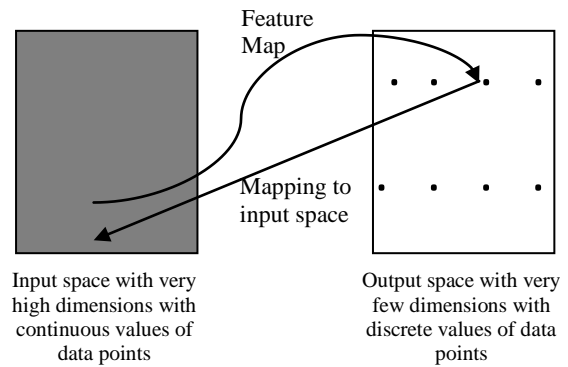 Feature
Map
Mapping to
input space
Input space with very
high dimensions with
continuous values of
data points
Output space with very
few dimensions with
discrete values of data
points